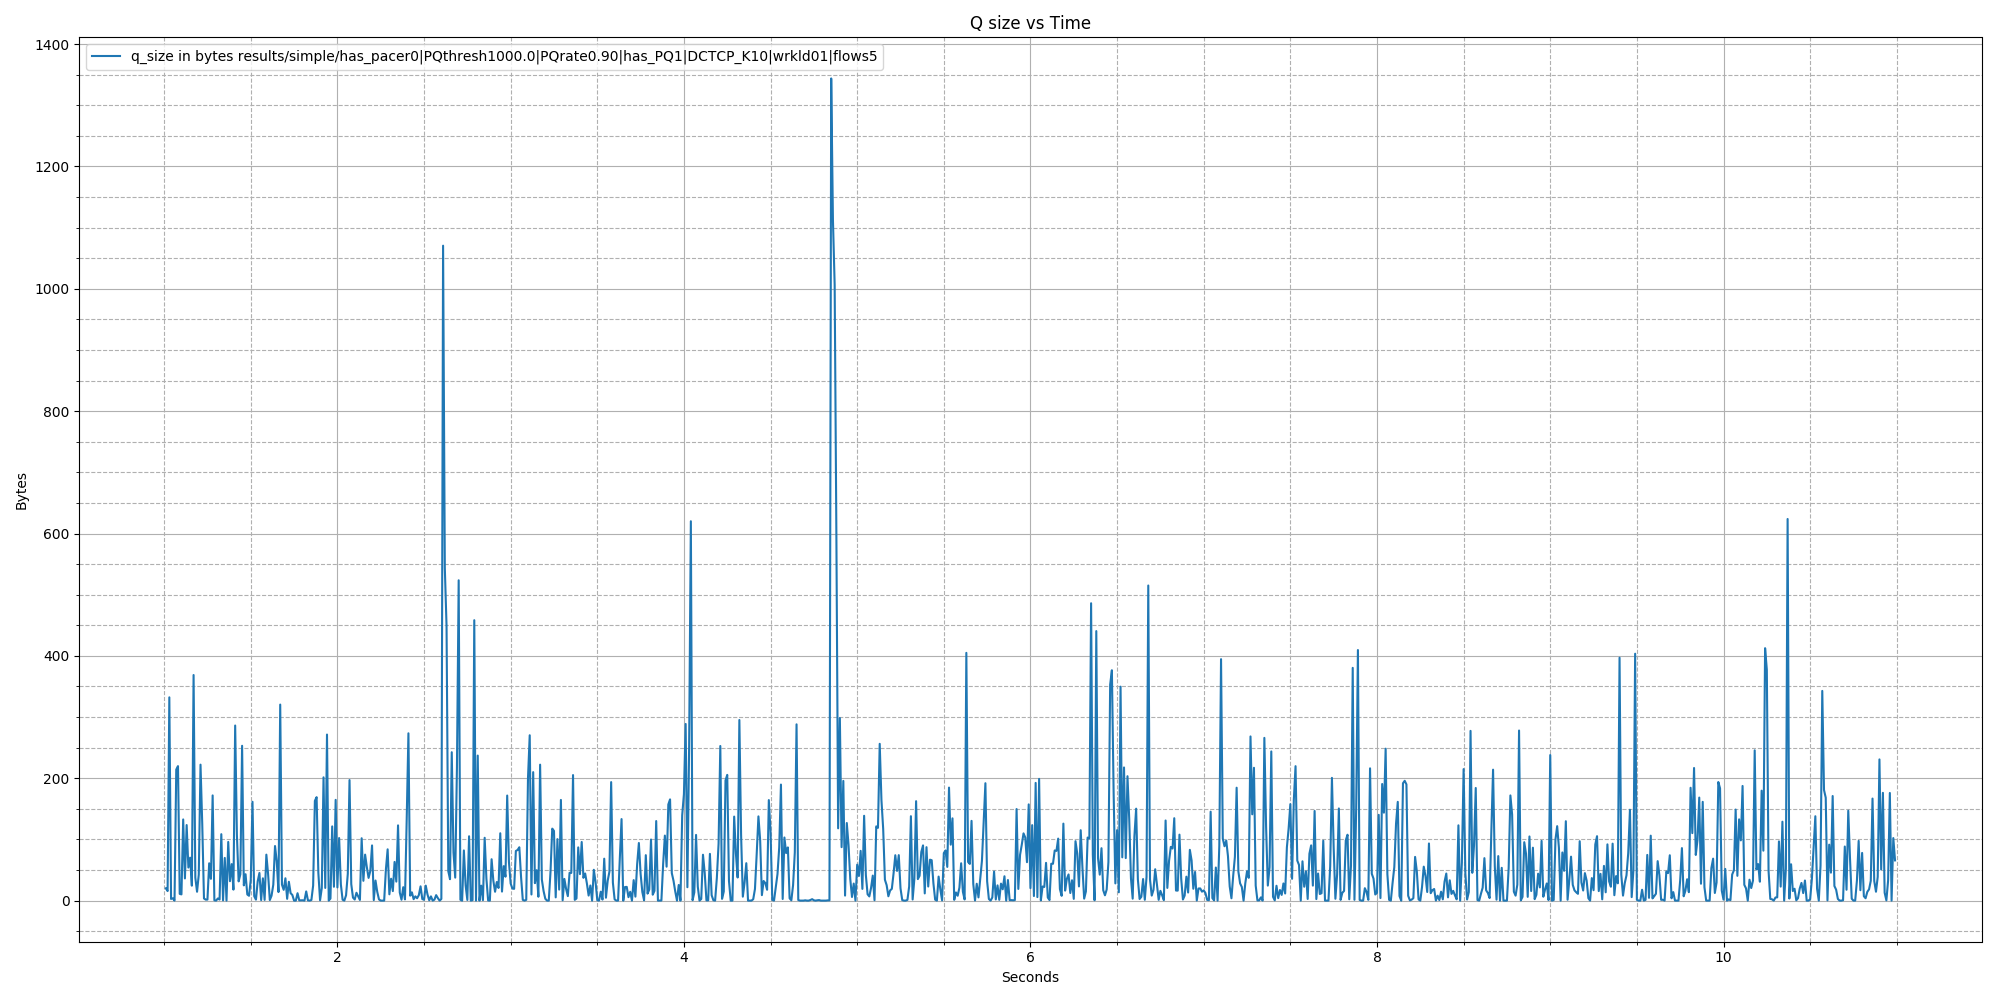 Q size vs Time
q_size in bytes results/simple/has_pacer0|PQthresh1000.0|PQrate0.90|has_PQ1|DCTCP_K10|wrkld01|flows5
1400
1200
1000
800
600
400
200
0
Bytes
2 4 6 8 10
Seconds